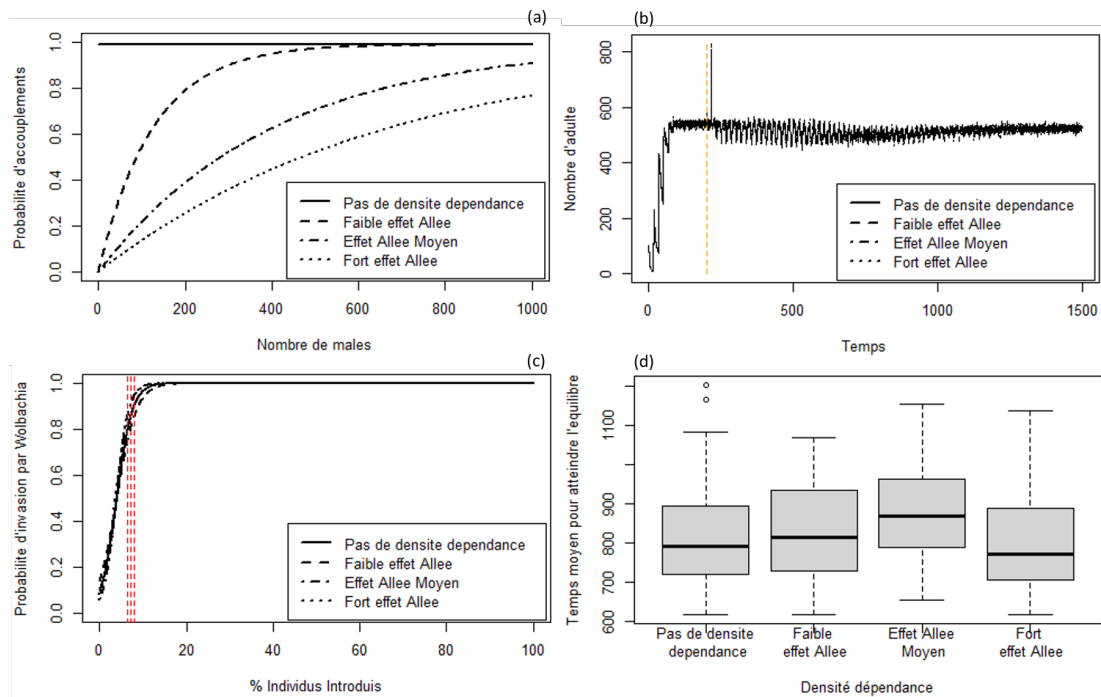 (a)
Probabilite d'accouplements
0.0 0.2 0.4 0.6 0.8 1.0
Pas de densite dependance
Faible effet Allee
Effet Allee Moyen
Fort effet Allee
0 200 400 600 800 1000
Nombre de males
(b)
Nombre d'adulte
0 200 400 600 800
Pas de densite dependance
Faible effet Allee
Effet Allee Moyen
Fort effet Allee
0 500 1000 1500
Temps
(c)
Probabilite d'invasion par Wolbachia
0.0 0.2 0.4 0.6 0.8 1.0
Pas de densite dependance
Faible effet Allee
Effet Allee Moyen
Fort effet Allee
0 20 40 60 80 100
% Individus Introduis
(d)
Temps moyen pour atteindre l'equilibre
600 700 800 900 1100
Pas de densite
dependance
Faible
effet Allee
Effet Allee
Moyen
Fort
effet Allee
Densité dépendance